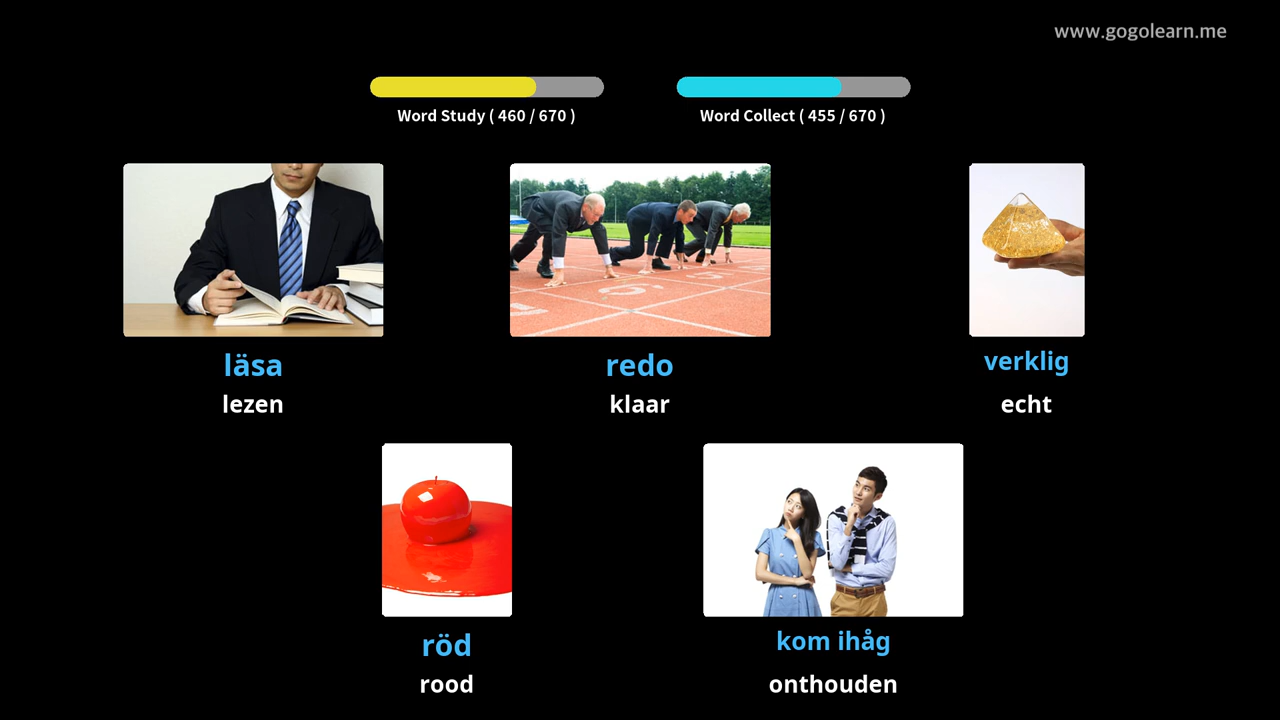 www.gogolearn.me
Word Study ( 460 / 670 )
Word Collect ( 455 / 670 )
läsa
lezen
redo
klaar
verklig
echt
röd
rood
kom ihåg
onthouden